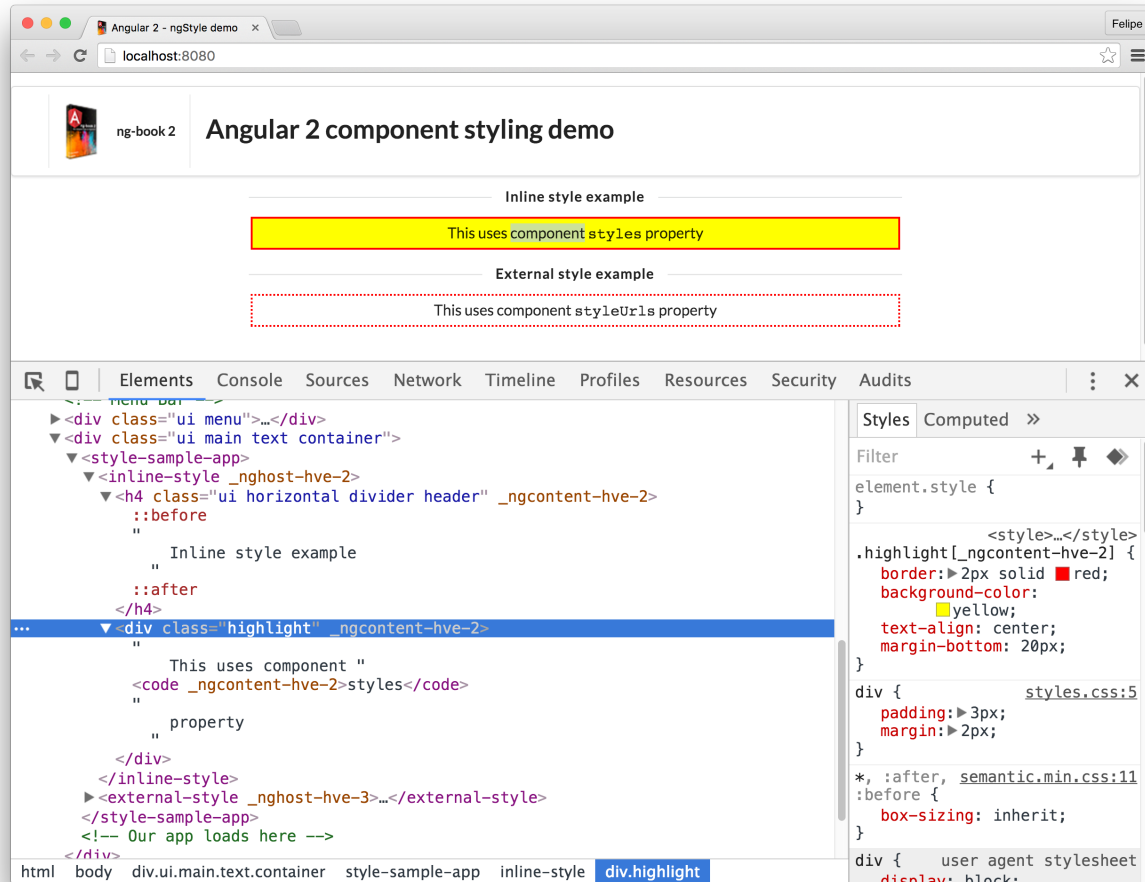 Angular 2 - ngStyle demo
Felipe
localhost:8080
ng-book 2
Angular 2 component styling demo
Inline style example
This uses component styles property
External style example
This uses component styleUrls property
Elements Console Sources Network Timeline Profiles Resources Security Audits
<!-- Menu Bar -->
<div class="ui menu">…</div>
<div class="ui main text container">
<style-sample-app>
<inline-style _nghost-hve-2>
<h4 class="ui horizontal divider header" _ngcontent-hve-2>
::before
"
Inline style example
"
::after
</h4>
<div class="highlight" _ngcontent-hve-2>
"
This uses component "
<code _ngcontent-hve-2>styles</code>
"
property
"
</div>
</inline-style>
<external-style _nghost-hve-3>…</external-style>
</style-sample-app>
<!-- Our app loads here -->
</div>
html body div.ui.main.text.container style-sample-app inline-style div.highlight
Styles Computed »
Filter
element.style {
}
<style>…</style>
.highlight[_ngcontent-hve-2] {
border: 2px solid red;
background-color:
yellow;
text-align: center;
margin-bottom: 20px;
}
div { styles.css:5
padding: 3px;
margin: 2px;
}
*, :after, semantic.min.css:11
:before {
box-sizing: inherit;
}
div { user agent stylesheet
display: block;